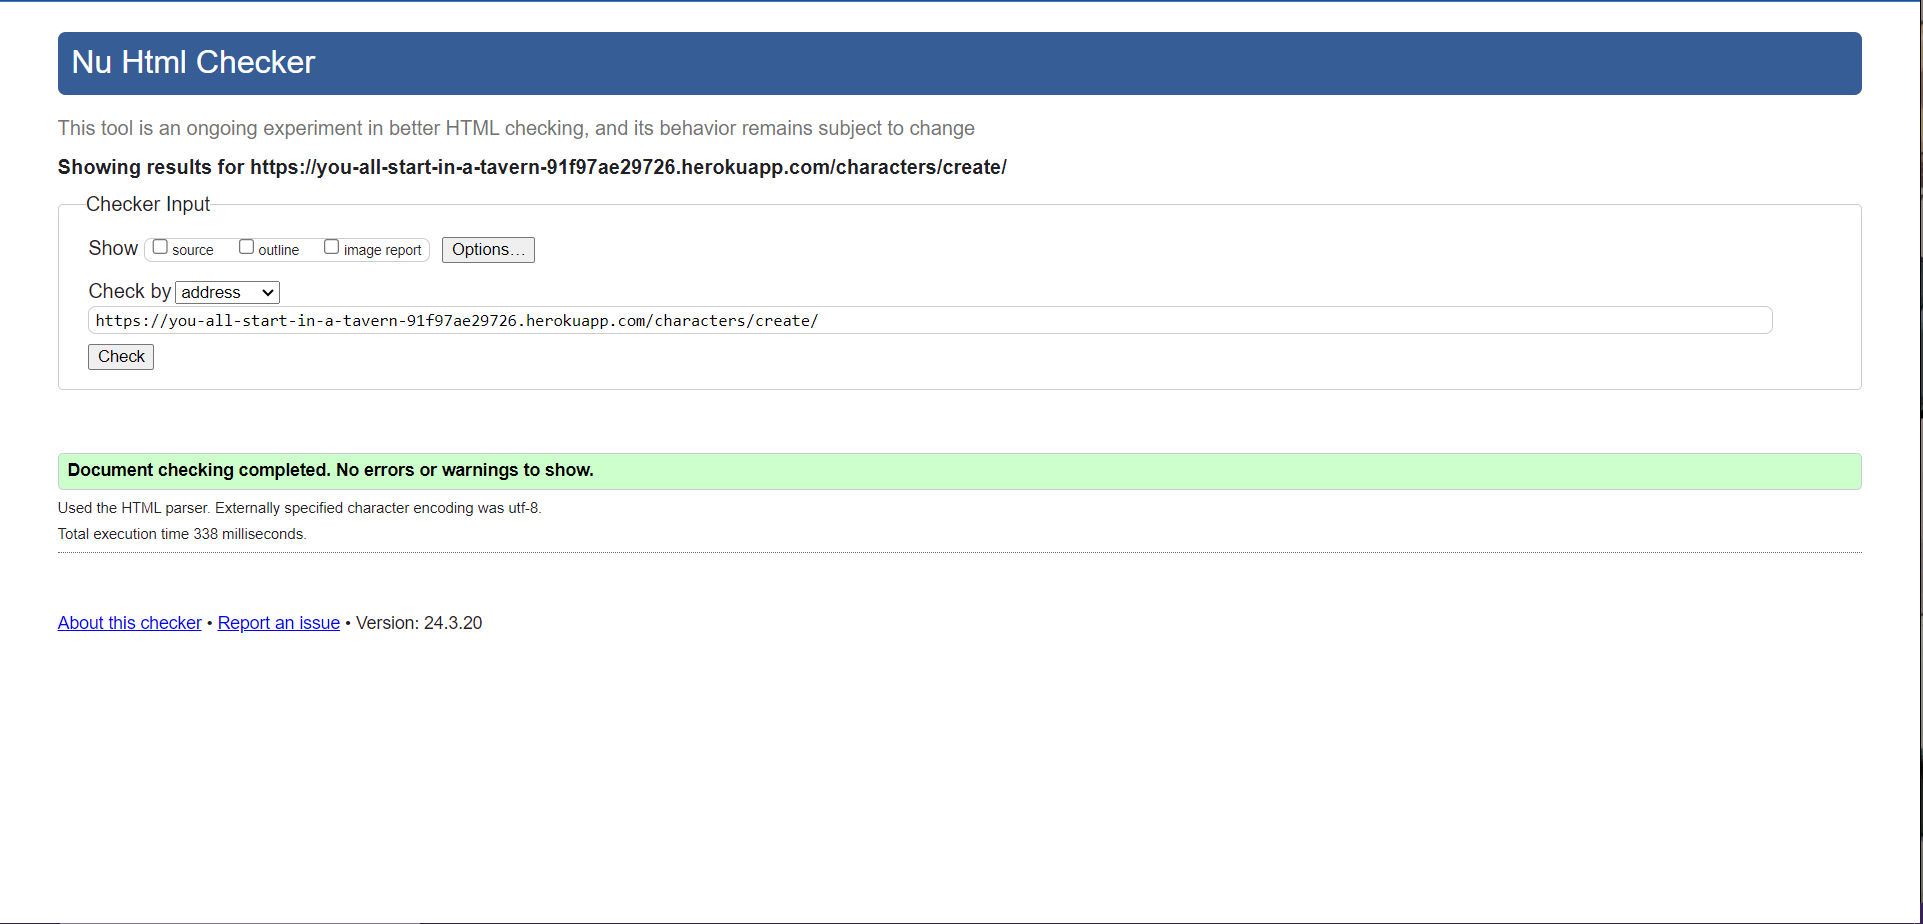 Nu Html Checker
This tool is an ongoing experiment in better HTML checking, and its behavior remains subject to change
Showing results for https://you-all-start-in-a-tavern-91f97ae29726.herokuapp.com/characters/create/
Checker Input
Show source outline image report Options…
Check by address
https://you-all-start-in-a-tavern-91f97ae29726.herokuapp.com/characters/create/
Check
Document checking completed. No errors or warnings to show.
Used the HTML parser. Externally specified character encoding was utf-8.
Total execution time 338 milliseconds.
About this checker • Report an issue • Version: 24.3.20